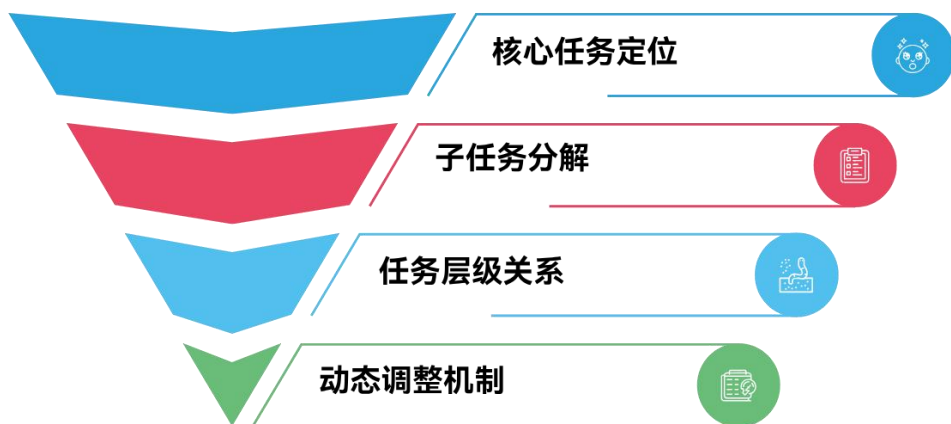 核心任务定位
子任务分解
任务层级关系
动态调整机制